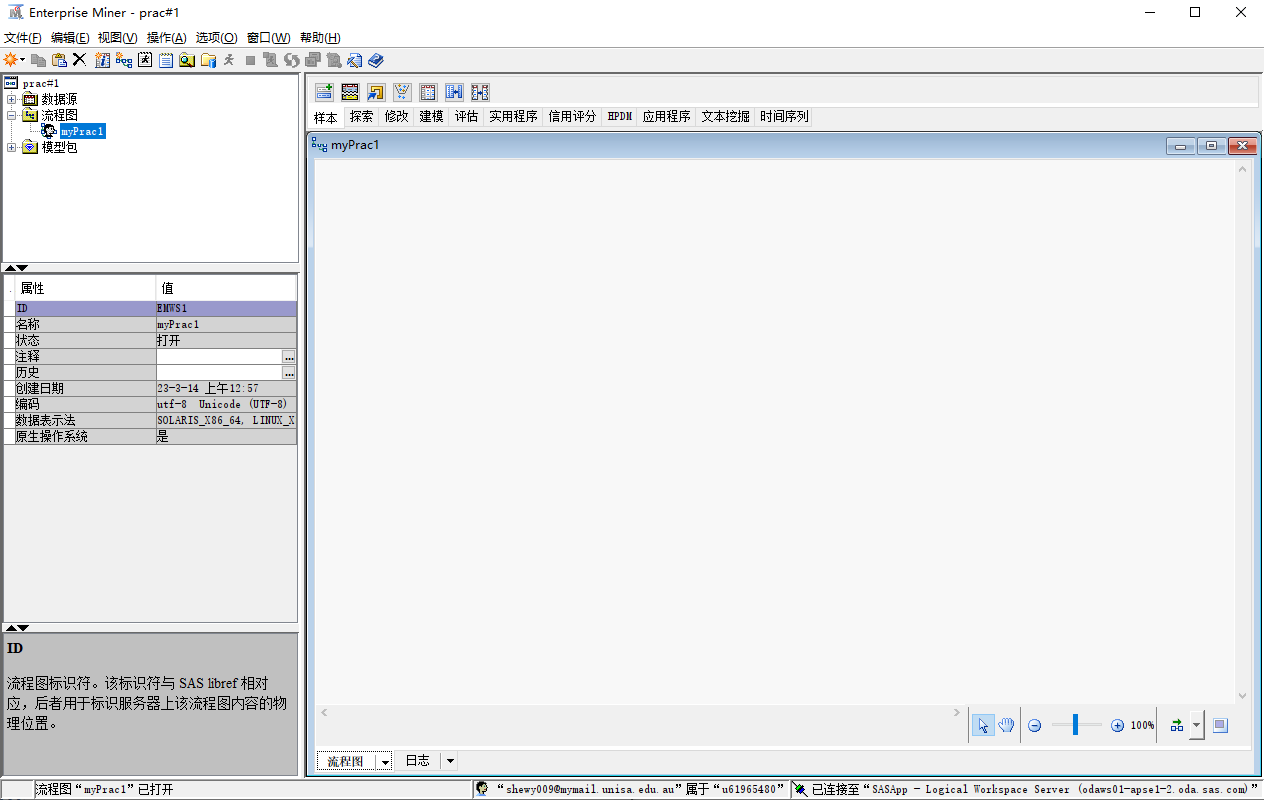 Enterprise Miner - prac#1
文件(F) 编辑(E) 视图(V) 操作(A) 选项(O) 窗口(W) 帮助(H)
prac#1
数据源
流程图
myPrac1
模型包
样本 探索 修改 建模 评估 实用程序 信用评分 HPDM 应用程序 文本挖掘 时间序列
myPrac1
属性 值
ID EMWS1
名称 myPrac1
状态 打开
注释 ...
历史 ...
创建日期 23-3-14 上午12:57
编码 utf-8 Unicode (UTF-8)
数据表示法 SOLARIS_X86_64, LINUX_X
原生操作系统 是
ID
流程图标识符。该标识符与 SAS libref 相对
应，后者用于标识服务器上该流程图内容的物
理位置。
100%
流程图 日志
流程图“myPrac1”已打开 “shewy009@mymail.unisa.edu.au”属于“u61965480” 已连接至“SASApp - Logical Workspace Server (odaws01-apse1-2.oda.sas.com)”